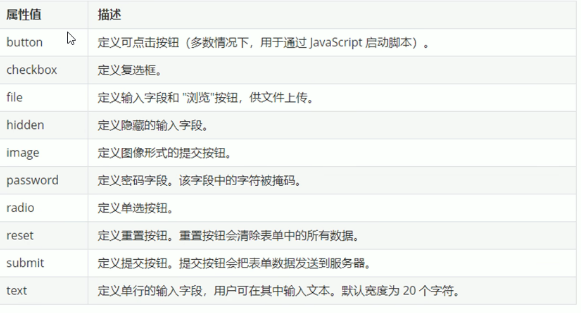 属性值 描述
button 定义可点击按钮（多数情况下，用于通过 JavaScript 启动脚本）。
checkbox 定义复选框。
file 定义输入字段和 "浏览"按钮，供文件上传。
hidden 定义隐藏的输入字段。
image 定义图像形式的提交按钮。
password 定义密码字段。该字段中的字符被掩码。
radio 定义单选按钮。
reset 定义重置按钮。重置按钮会清除表单中的所有数据。
submit 定义提交按钮。提交按钮会把表单数据发送到服务器。
text 定义单行的输入字段，用户可在其中输入文本。默认宽度为 20 个字符。